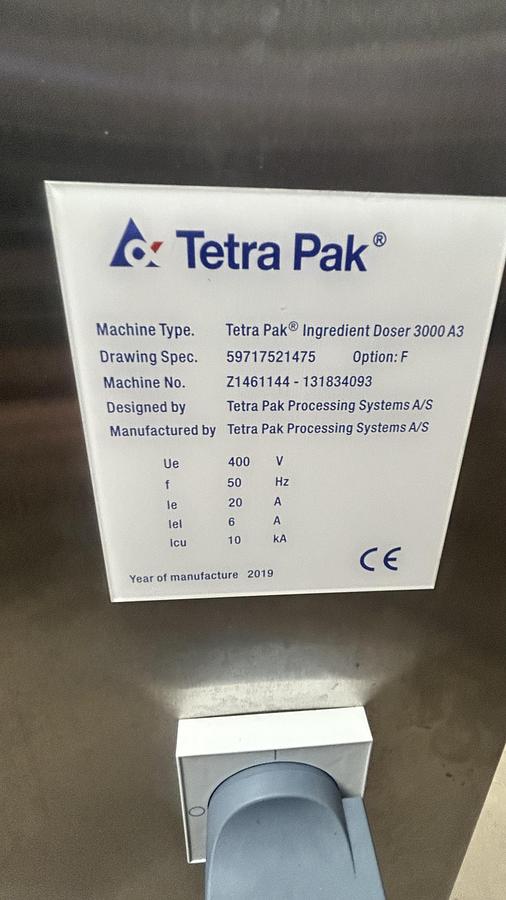 Tetra Pak®
Machine Type. Tetra Pak® Ingredient Doser 3000 A3
Drawing Spec. 59717521475 Option: F
Machine No. Z1461144 - 131834093
Designed by Tetra Pak Processing Systems A/S
Manufactured by Tetra Pak Processing Systems A/S
Ue 400 V
f 50 Hz
Ie 20 A
Iel 6 A
Icu 10 kA
CE
Year of manufacture 2019